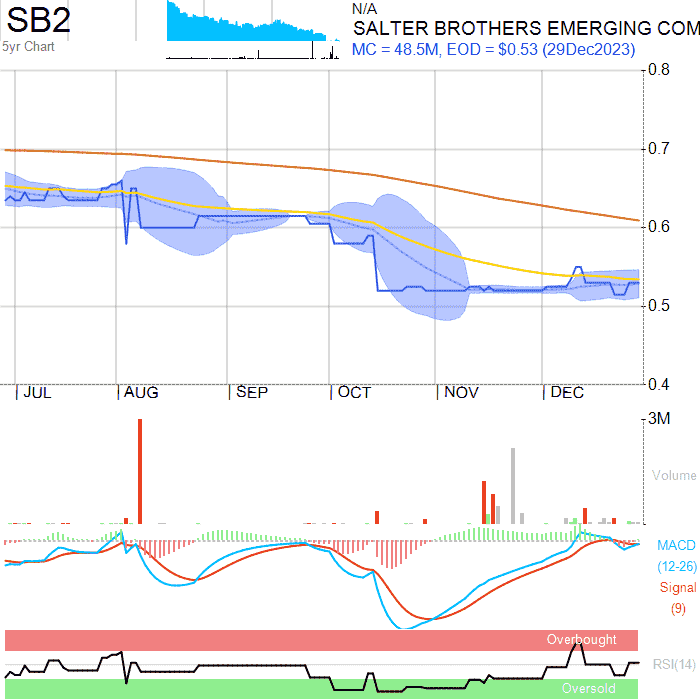 SB2
5yr Chart
N/A
SALTER BROTHERS EMERGING COM
MC = 48.5M, EOD = $0.53 (29Dec2023)
0.8
0.7
0.6
0.5
0.4
JUL AUG SEP OCT NOV DEC
3M
Volume
MACD
(12-26)
Signal
(9)
Overbought
RSI(14)
Oversold